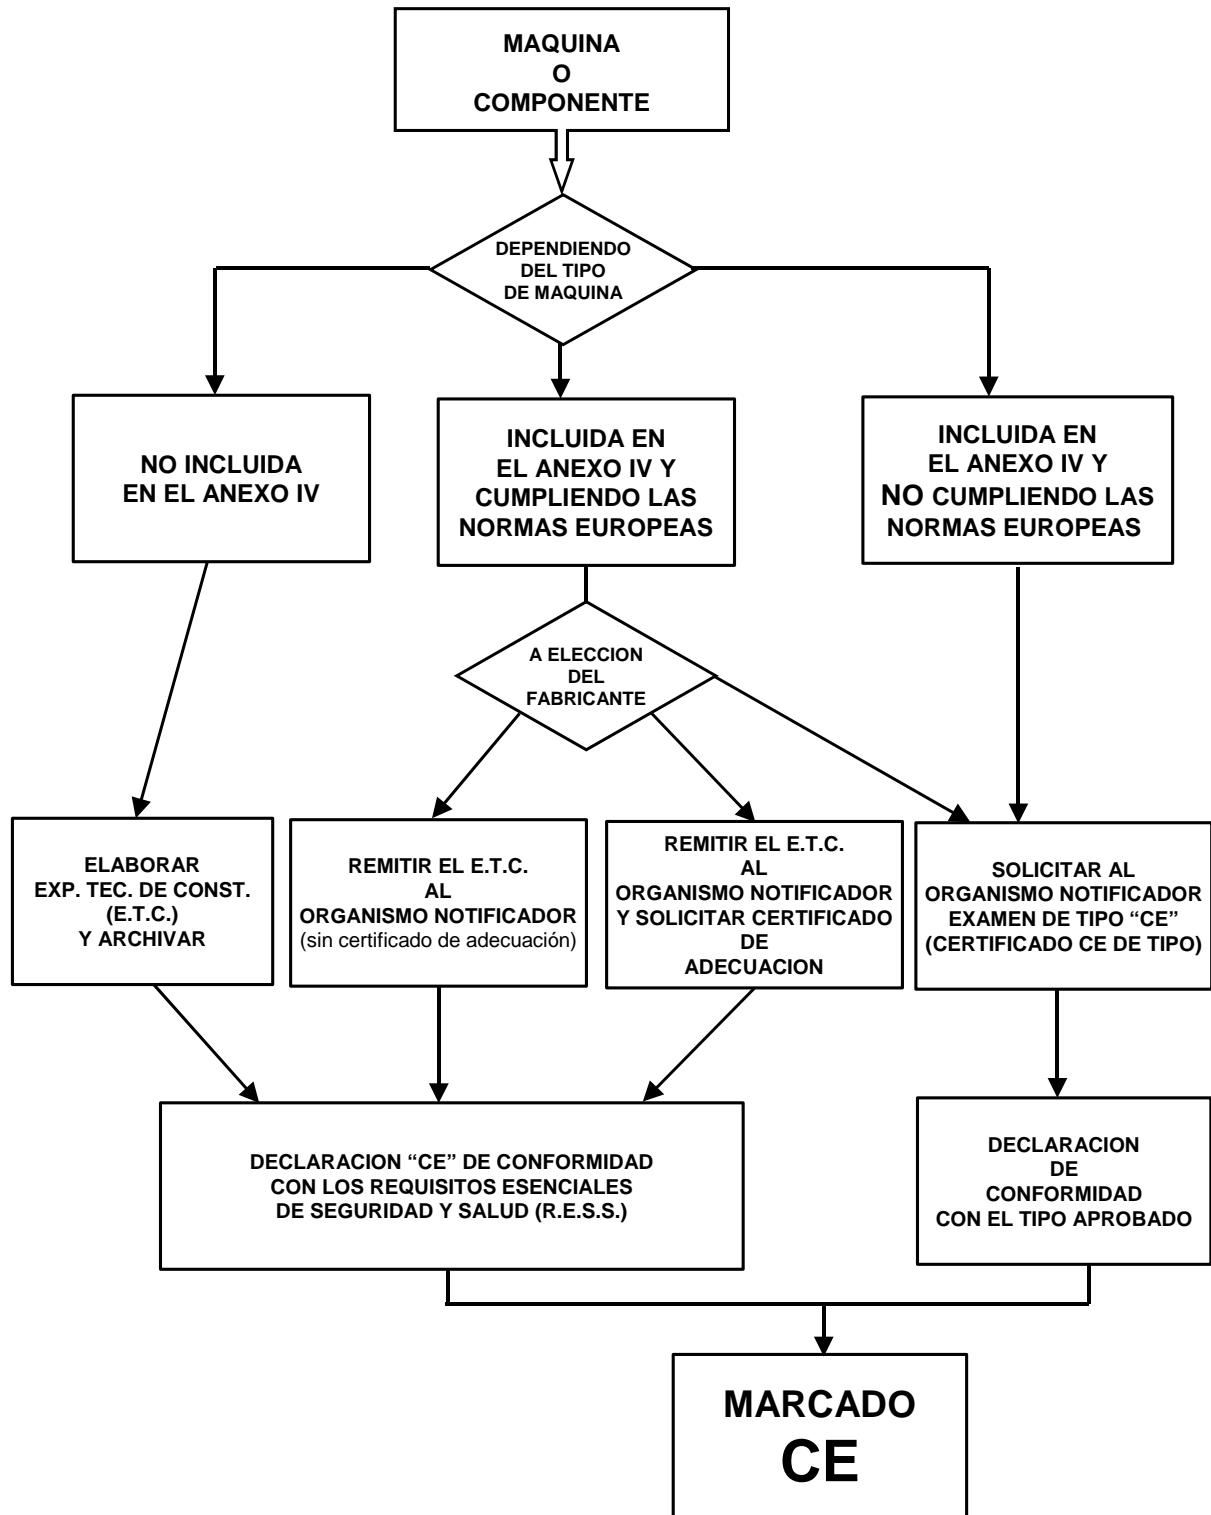 MAQUINA
O
COMPONENTE
DEPENDIENDO
DEL TIPO
DE MAQUINA
NO INCLUIDA
EN EL ANEXO IV
INCLUIDA EN
EL ANEXO IV Y
CUMPLIENDO LAS
NORMAS EUROPEAS
INCLUIDA EN
EL ANEXO IV Y
NO CUMPLIENDO LAS
NORMAS EUROPEAS
A ELECCION
DEL
FABRICANTE
ELABORAR
EXP. TEC. DE CONST.
(E.T.C.)
Y ARCHIVAR
REMITIR EL E.T.C.
AL
ORGANISMO NOTIFICADOR
(sin certificado de adecuación)
REMITIR EL E.T.C.
AL
ORGANISMO NOTIFICADOR
Y SOLICITAR CERTIFICADO
DE
ADECUACION
SOLICITAR AL
ORGANISMO NOTIFICADOR
EXAMEN DE TIPO “CE”
(CERTIFICADO CE DE TIPO)
DECLARACION “CE” DE CONFORMIDAD
CON LOS REQUISITOS ESENCIALES
DE SEGURIDAD Y SALUD (R.E.S.S.)
DECLARACION
DE
CONFORMIDAD
CON EL TIPO APROBADO
MARCADO
CE